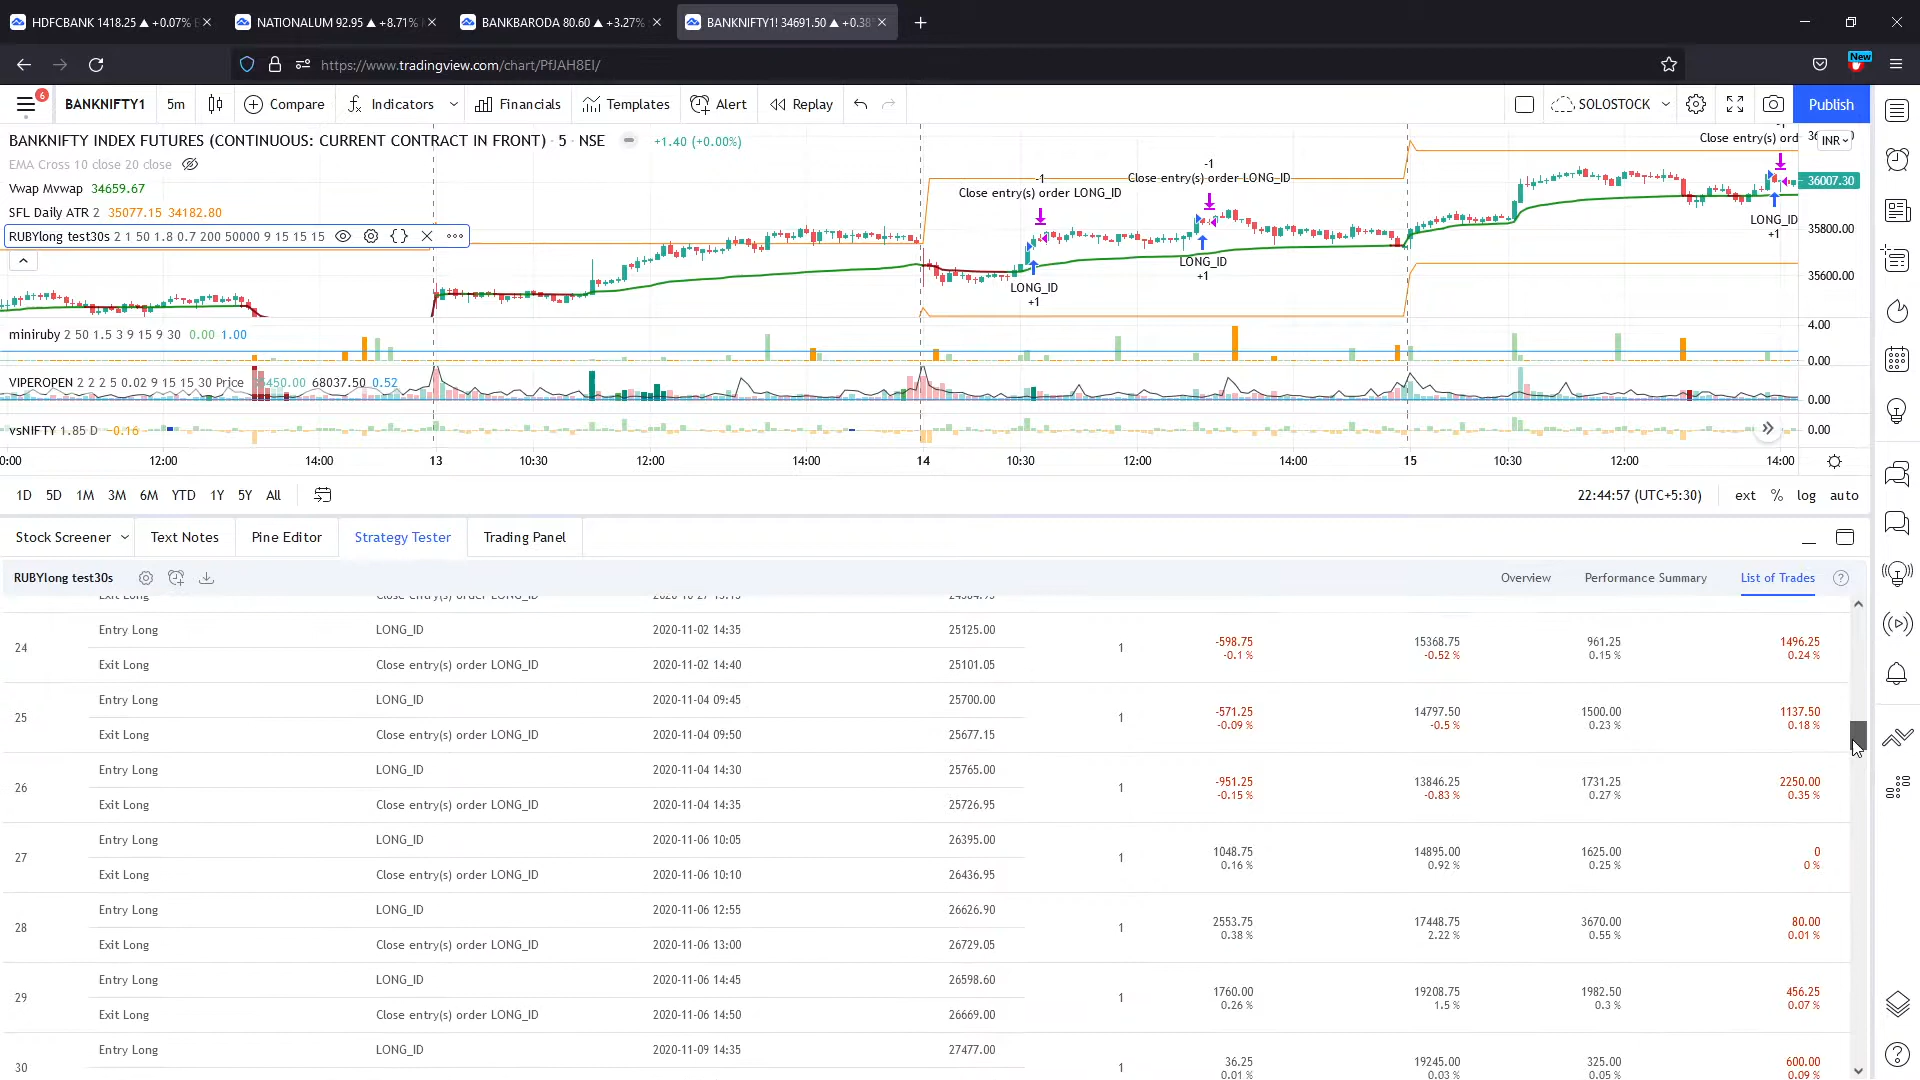 HDFCBANK 1418.25 ▲ +0.07%
NATIONALUM 92.95 ▲ +8.71%
BANKBARODA 80.60 ▲ +3.27%
BANKNIFTY1! 34691.50 ▲ +0.38
New
https://www.tradingview.com/chart/PfJAH8EI/
6
BANKNIFTY1 5m Compare Indicators Financials Templates Alert Replay SOLOSTOCK Publish
BANKNIFTY INDEX FUTURES (CONTINUOUS: CURRENT CONTRACT IN FRONT) · 5 · NSE +1.40 (+0.00%)
EMA Cross 10 close 20 close
Vwap Mvwap 34659.67
SFL Daily ATR 2 35077.15 34182.80
RUBYlong test30s 2 1 50 1.8 0.7 200 50000 9 15 15 15
-1
Close entry(s) order LONG_ID
LONG_ID
+1
-1
Close entry(s) order LONG_ID
LONG_ID
+1
Close entry(s) ord
LONG_ID
+1
INR
36007.30
35800.00
35600.00
miniruby 2 50 1.5 3 9 15 9 30 0.00 1.00
4.00
0.00
VIPEROPEN 2 2 2 5 0.02 9 15 15 30 Price 68037.50 0.52
0.00
vsNIFTY 1.85 D -0.16
0.00
0:00 12:00 14:00 13 10:30 12:00 14:00 14 10:30 12:00 14:00 15 10:30 12:00 14:00
1D 5D 1M 3M 6M YTD 1Y 5Y All
22:44:57 (UTC+5:30) ext % log auto
Stock Screener Text Notes Pine Editor Strategy Tester Trading Panel
RUBYlong test30s
Overview Performance Summary List of Trades
Exit Long Close entry(s) order LONG_ID
24 Entry Long LONG_ID 2020-11-02 14:35 25125.00 1 -598.75 15368.75 961.25 1496.25
-0.1 % -0.52 % 0.15 % 0.24 %
Exit Long Close entry(s) order LONG_ID 2020-11-02 14:40 25101.05
25 Entry Long LONG_ID 2020-11-04 09:45 25700.00 1 -571.25 14797.50 1500.00 1137.50
-0.09 % -0.5 % 0.23 % 0.18 %
Exit Long Close entry(s) order LONG_ID 2020-11-04 09:50 25677.15
26 Entry Long LONG_ID 2020-11-04 14:30 25765.00 1 -951.25 13846.25 1731.25 2250.00
-0.15 % -0.83 % 0.27 % 0.35 %
Exit Long Close entry(s) order LONG_ID 2020-11-04 14:35 25726.95
27 Entry Long LONG_ID 2020-11-06 10:05 26395.00 1 1048.75 14895.00 1625.00 0
0.16 % 0.92 % 0.25 % 0 %
Exit Long Close entry(s) order LONG_ID 2020-11-06 10:10 26436.95
28 Entry Long LONG_ID 2020-11-06 12:55 26626.90 1 2553.75 17448.75 3670.00 80.00
0.38 % 2.22 % 0.55 % 0.01 %
Exit Long Close entry(s) order LONG_ID 2020-11-06 13:00 26729.05
29 Entry Long LONG_ID 2020-11-06 14:45 26598.60 1 1760.00 19208.75 1982.50 456.25
0.26 % 1.5 % 0.3 % 0.07 %
Exit Long Close entry(s) order LONG_ID 2020-11-06 14:50 26669.00
30 Entry Long LONG_ID 2020-11-09 14:35 27477.00 1 36.25 19245.00 325.00 600.00
0.01 % 0.03 % 0.05 % 0.09 %